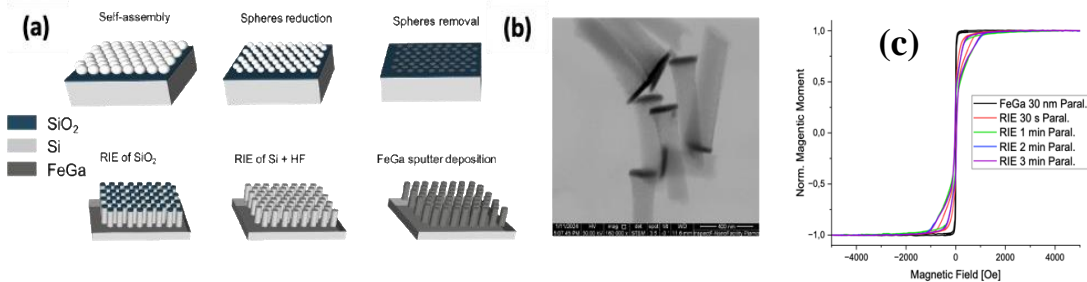 (a)
Self-assembly
Spheres reduction
Spheres removal
SiO2
Si
FeGa
RIE of SiO2
RIE of Si + HF
FeGa sputter deposition
(b)
400 nm
(c)
Norm. Magentic Moment
1,0
0,5
0,0
−0,5
−1,0
FeGa 30 nm Paral.
RIE 30 s Paral.
RIE 1 min Paral.
RIE 2 min Paral.
RIE 3 min Paral.
−4000
−2000
0
2000
4000
Magnetic Field [Oe]